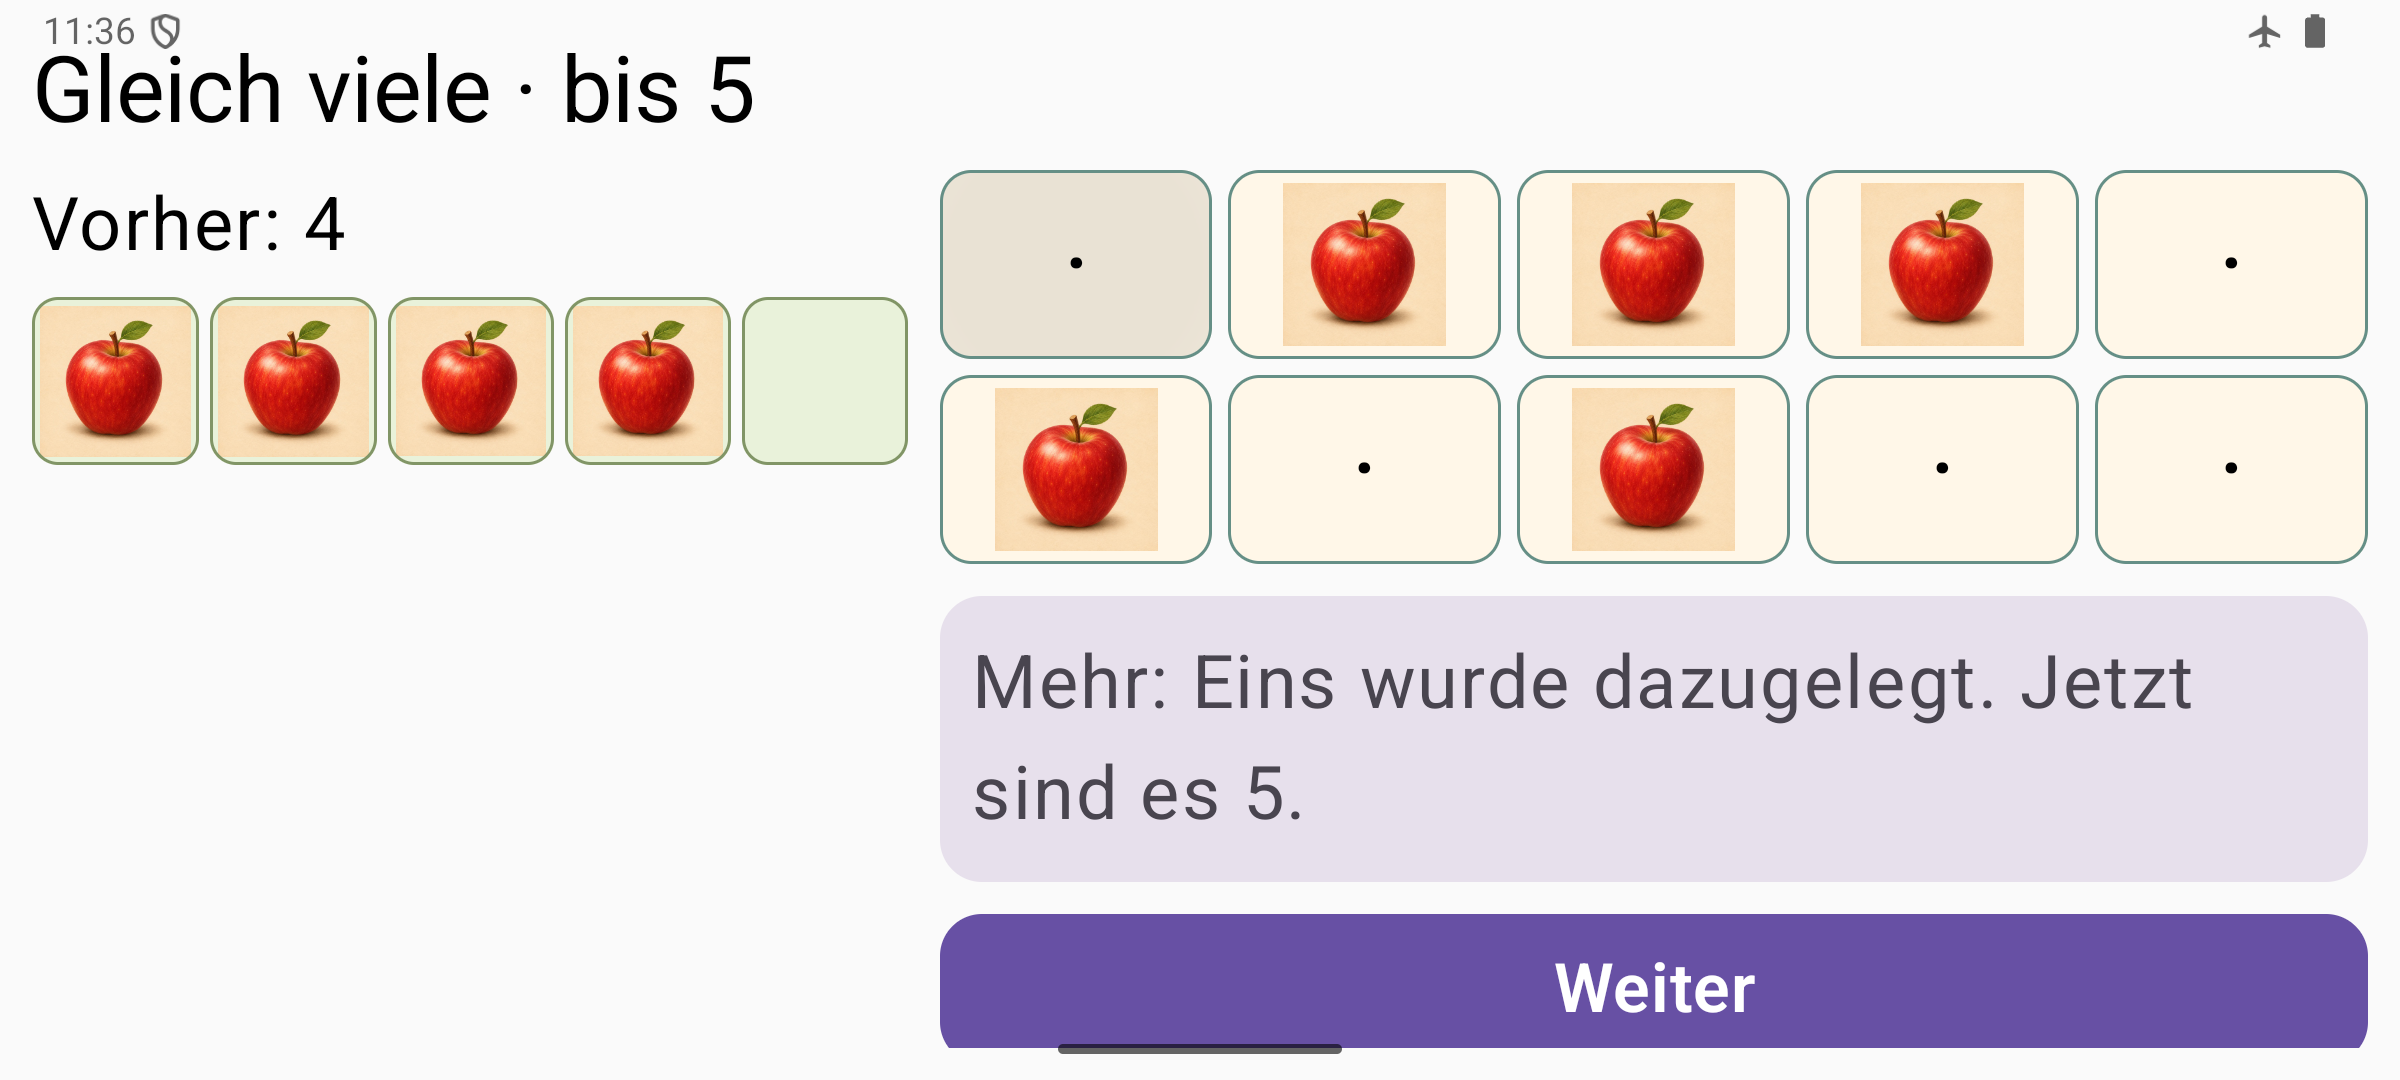 11:36
Gleich viele · bis 5
Vorher: 4
Mehr: Eins wurde dazugelegt. Jetzt
sind es 5.
Weiter